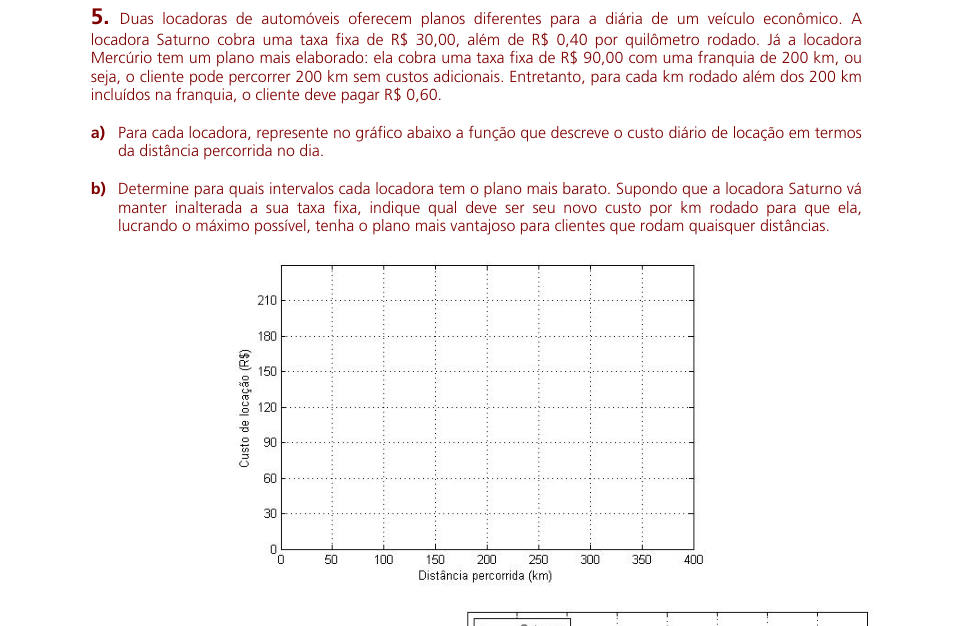 5. Duas locadoras de automóveis oferecem planos diferentes para a diária de um veículo econômico. A
locadora Saturno cobra uma taxa fixa de R$ 30,00, além de R$ 0,40 por quilômetro rodado. Já a locadora
Mercúrio tem um plano mais elaborado: ela cobra uma taxa fixa de R$ 90,00 com uma franquia de 200 km, ou
seja, o cliente pode percorrer 200 km sem custos adicionais. Entretanto, para cada km rodado além dos 200 km
incluídos na franquia, o cliente deve pagar R$ 0,60.
a) Para cada locadora, represente no gráfico abaixo a função que descreve o custo diário de locação em termos
da distância percorrida no dia.
b) Determine para quais intervalos cada locadora tem o plano mais barato. Supondo que a locadora Saturno vá
manter inalterada a sua taxa fixa, indique qual deve ser seu novo custo por km rodado para que ela,
lucrando o máximo possível, tenha o plano mais vantajoso para clientes que rodam quaisquer distâncias.
Custo de locação (R$)
210
180
150
120
90
60
30
0
0 50 100 150 200 250 300 350 400
Distância percorrida (km)